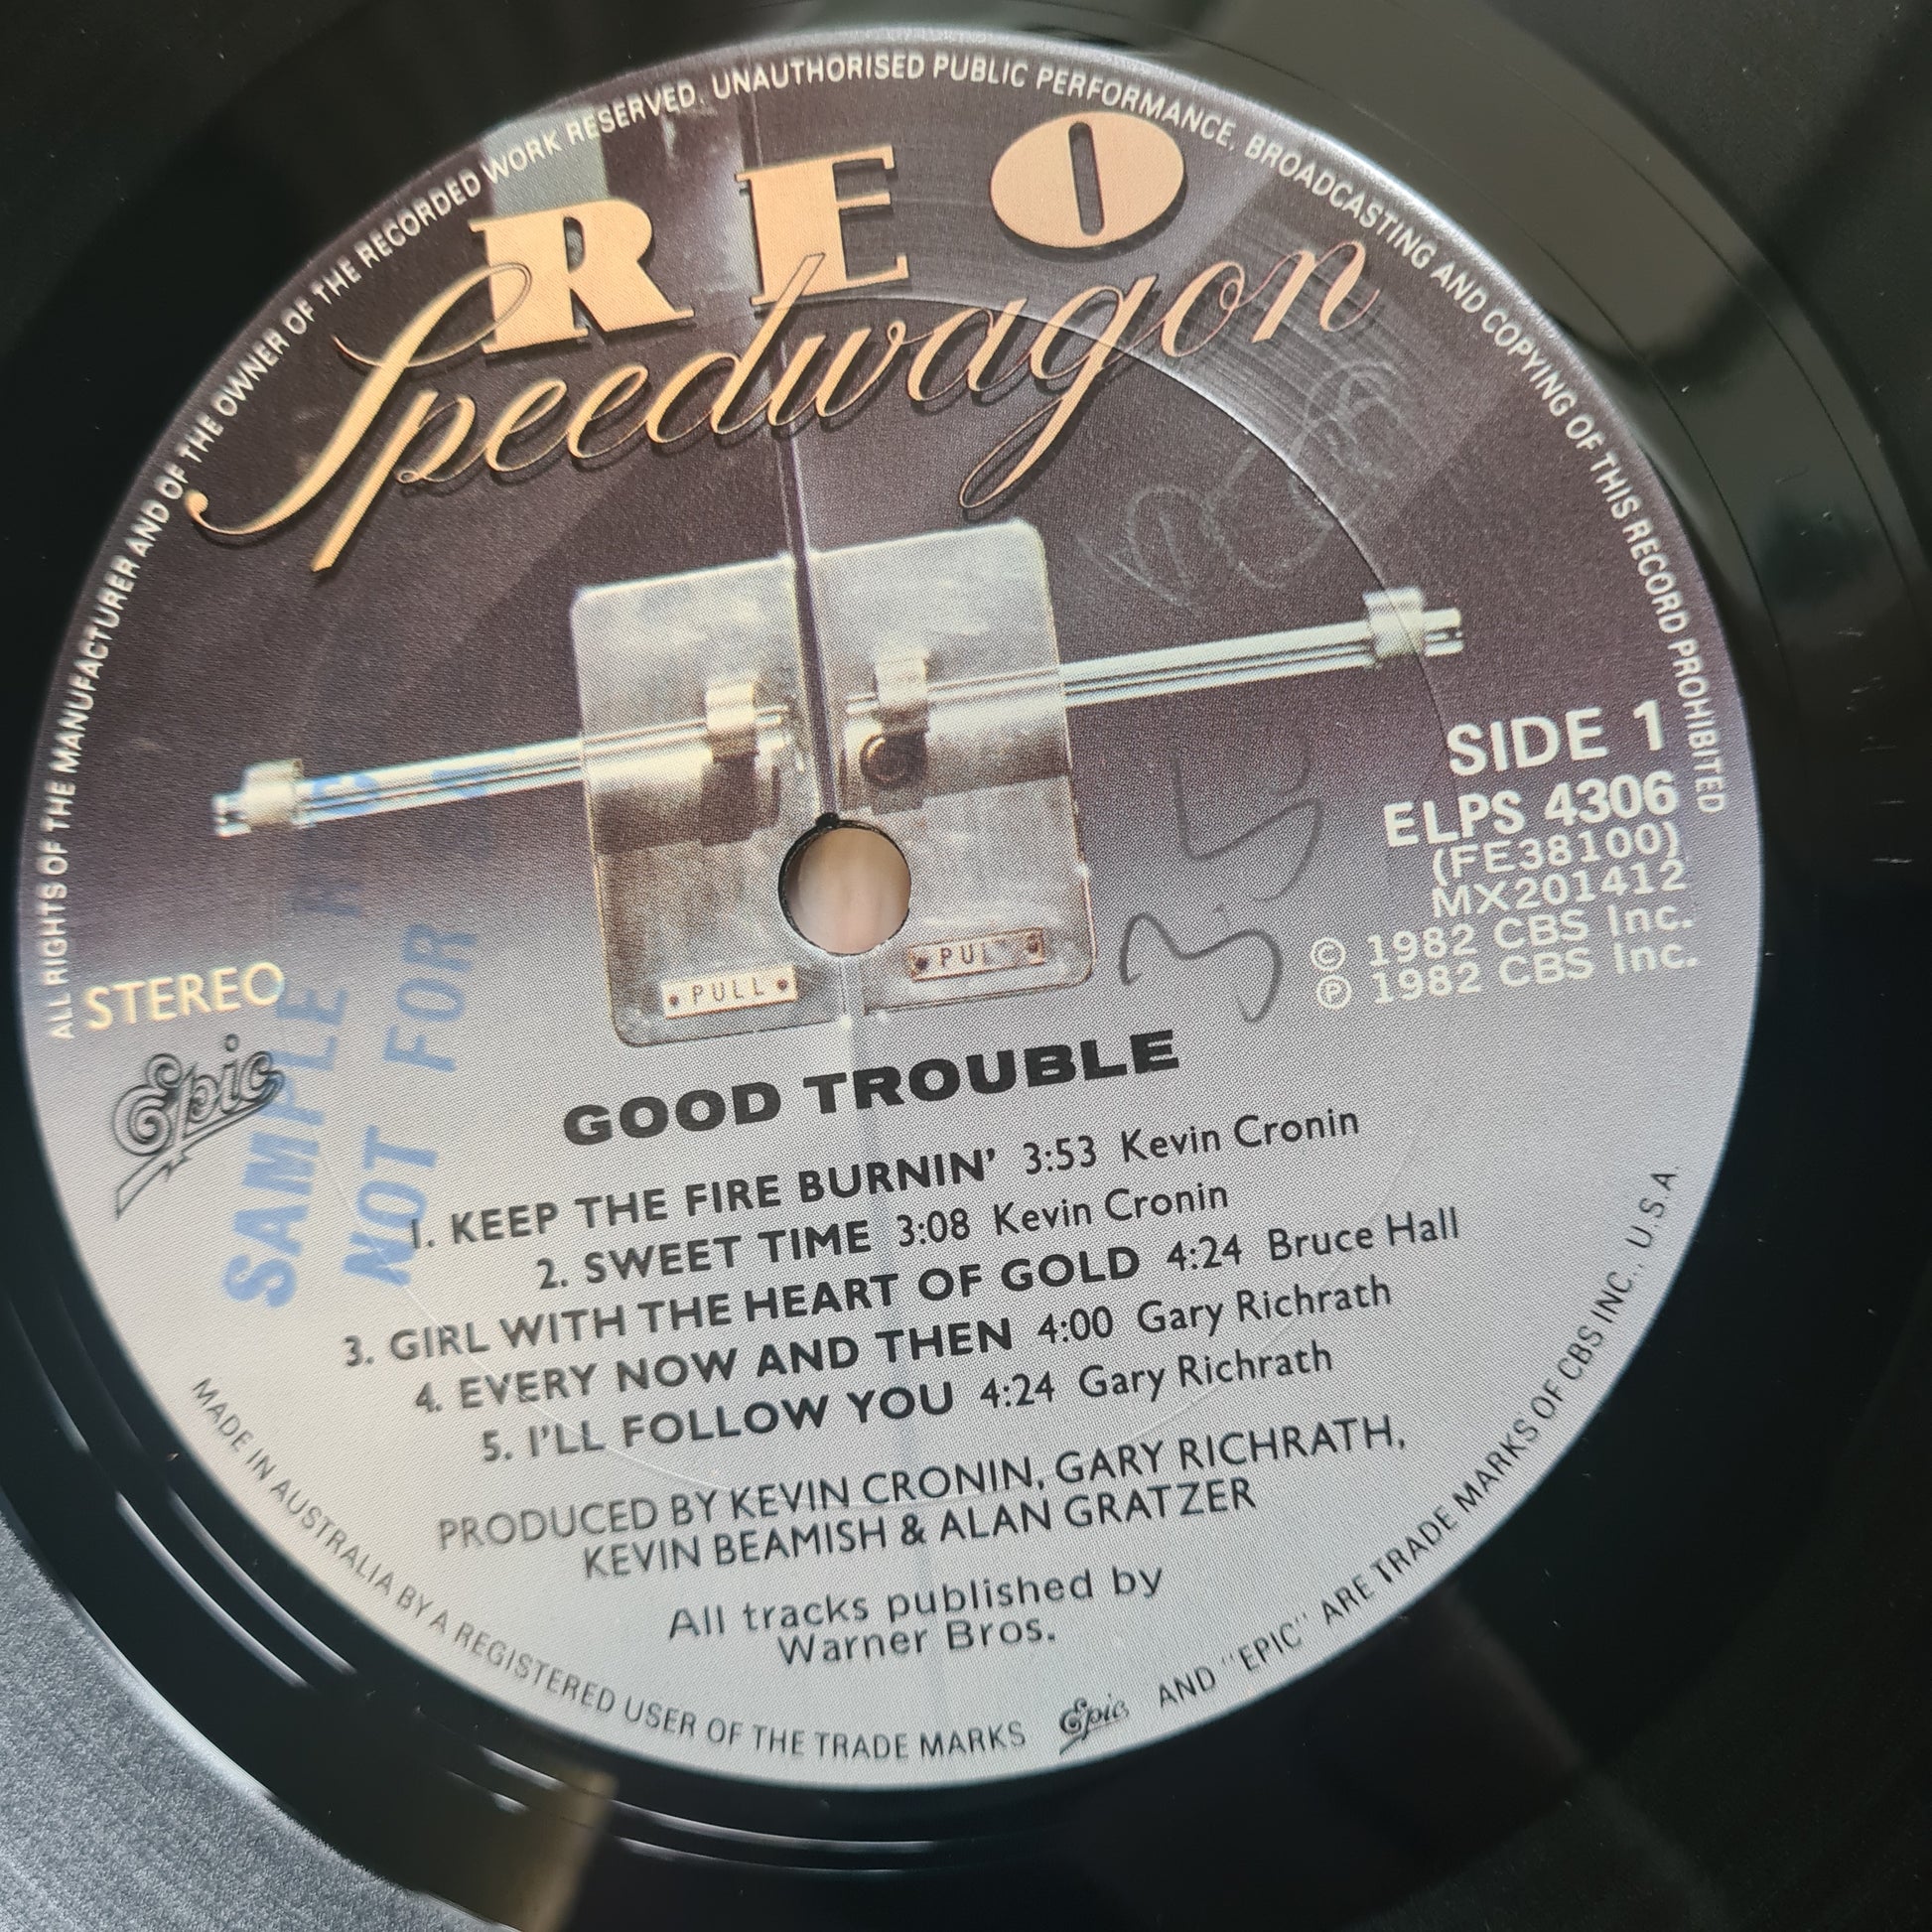 ALL RIGHTS OF THE MANUFACTURER AND OF THE OWNER OF THE RECORDED WORK RESERVED. UNAUTHORISED PUBLIC PERFORMANCE, BROADCASTING AND COPYING OF THIS RECORD PROHIBITED
REO
Speedwagon
SIDE 1
ELPS 4306
(FE38100)
MX201412
© 1982 CBS Inc.
℗ 1982 CBS Inc.
STEREO
Epic
SAMPLE
NOT FOR
PULL
PULL
GOOD TROUBLE
1. KEEP THE FIRE BURNIN' 3:53 Kevin Cronin
2. SWEET TIME 3:08 Kevin Cronin
3. GIRL WITH THE HEART OF GOLD 4:24 Bruce Hall
4. EVERY NOW AND THEN 4:00 Gary Richrath
5. I'LL FOLLOW YOU 4:24 Gary Richrath
PRODUCED BY KEVIN CRONIN, GARY RICHRATH,
KEVIN BEAMISH & ALAN GRATZER
All tracks published by
Warner Bros.
MADE IN AUSTRALIA BY A REGISTERED USER OF THE TRADE MARKS Epic AND "EPIC" ARE TRADE MARKS OF CBS INC., U.S.A.